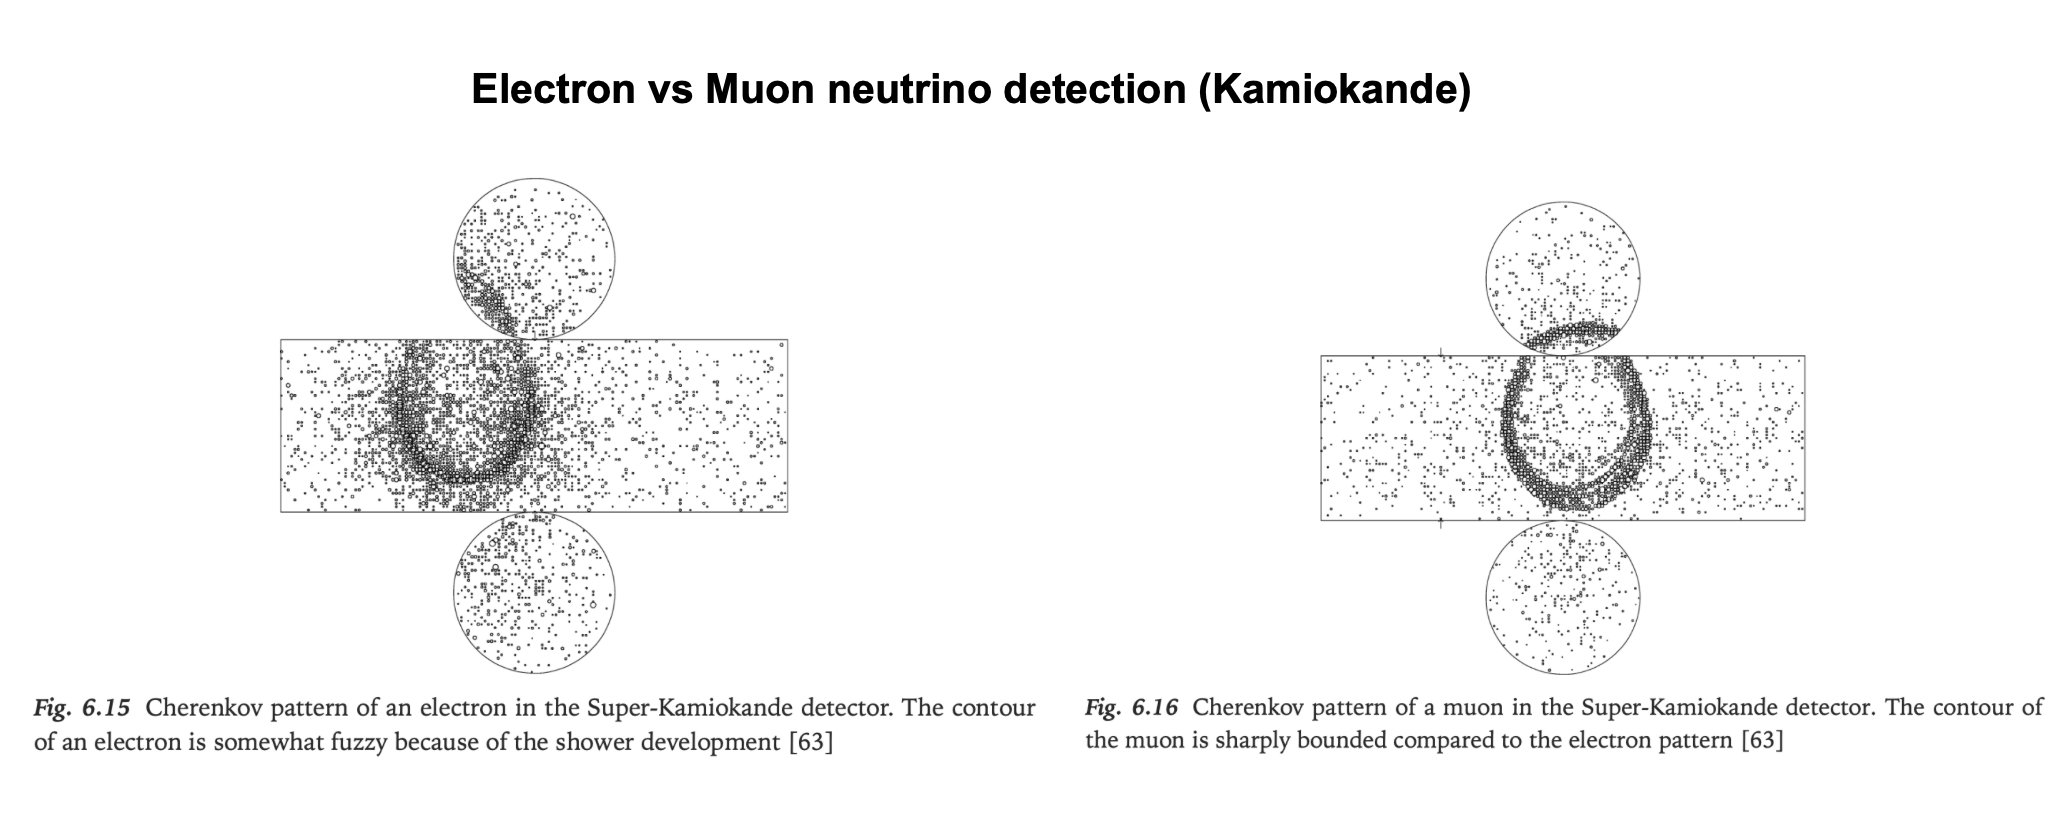 Electron vs Muon neutrino detection (Kamiokande)
Fig. 6.15 Cherenkov pattern of an electron in the Super-Kamiokande detector. The contour
of an electron is somewhat fuzzy because of the shower development [63]
Fig. 6.16 Cherenkov pattern of a muon in the Super-Kamiokande detector. The contour of
the muon is sharply bounded compared to the electron pattern [63]